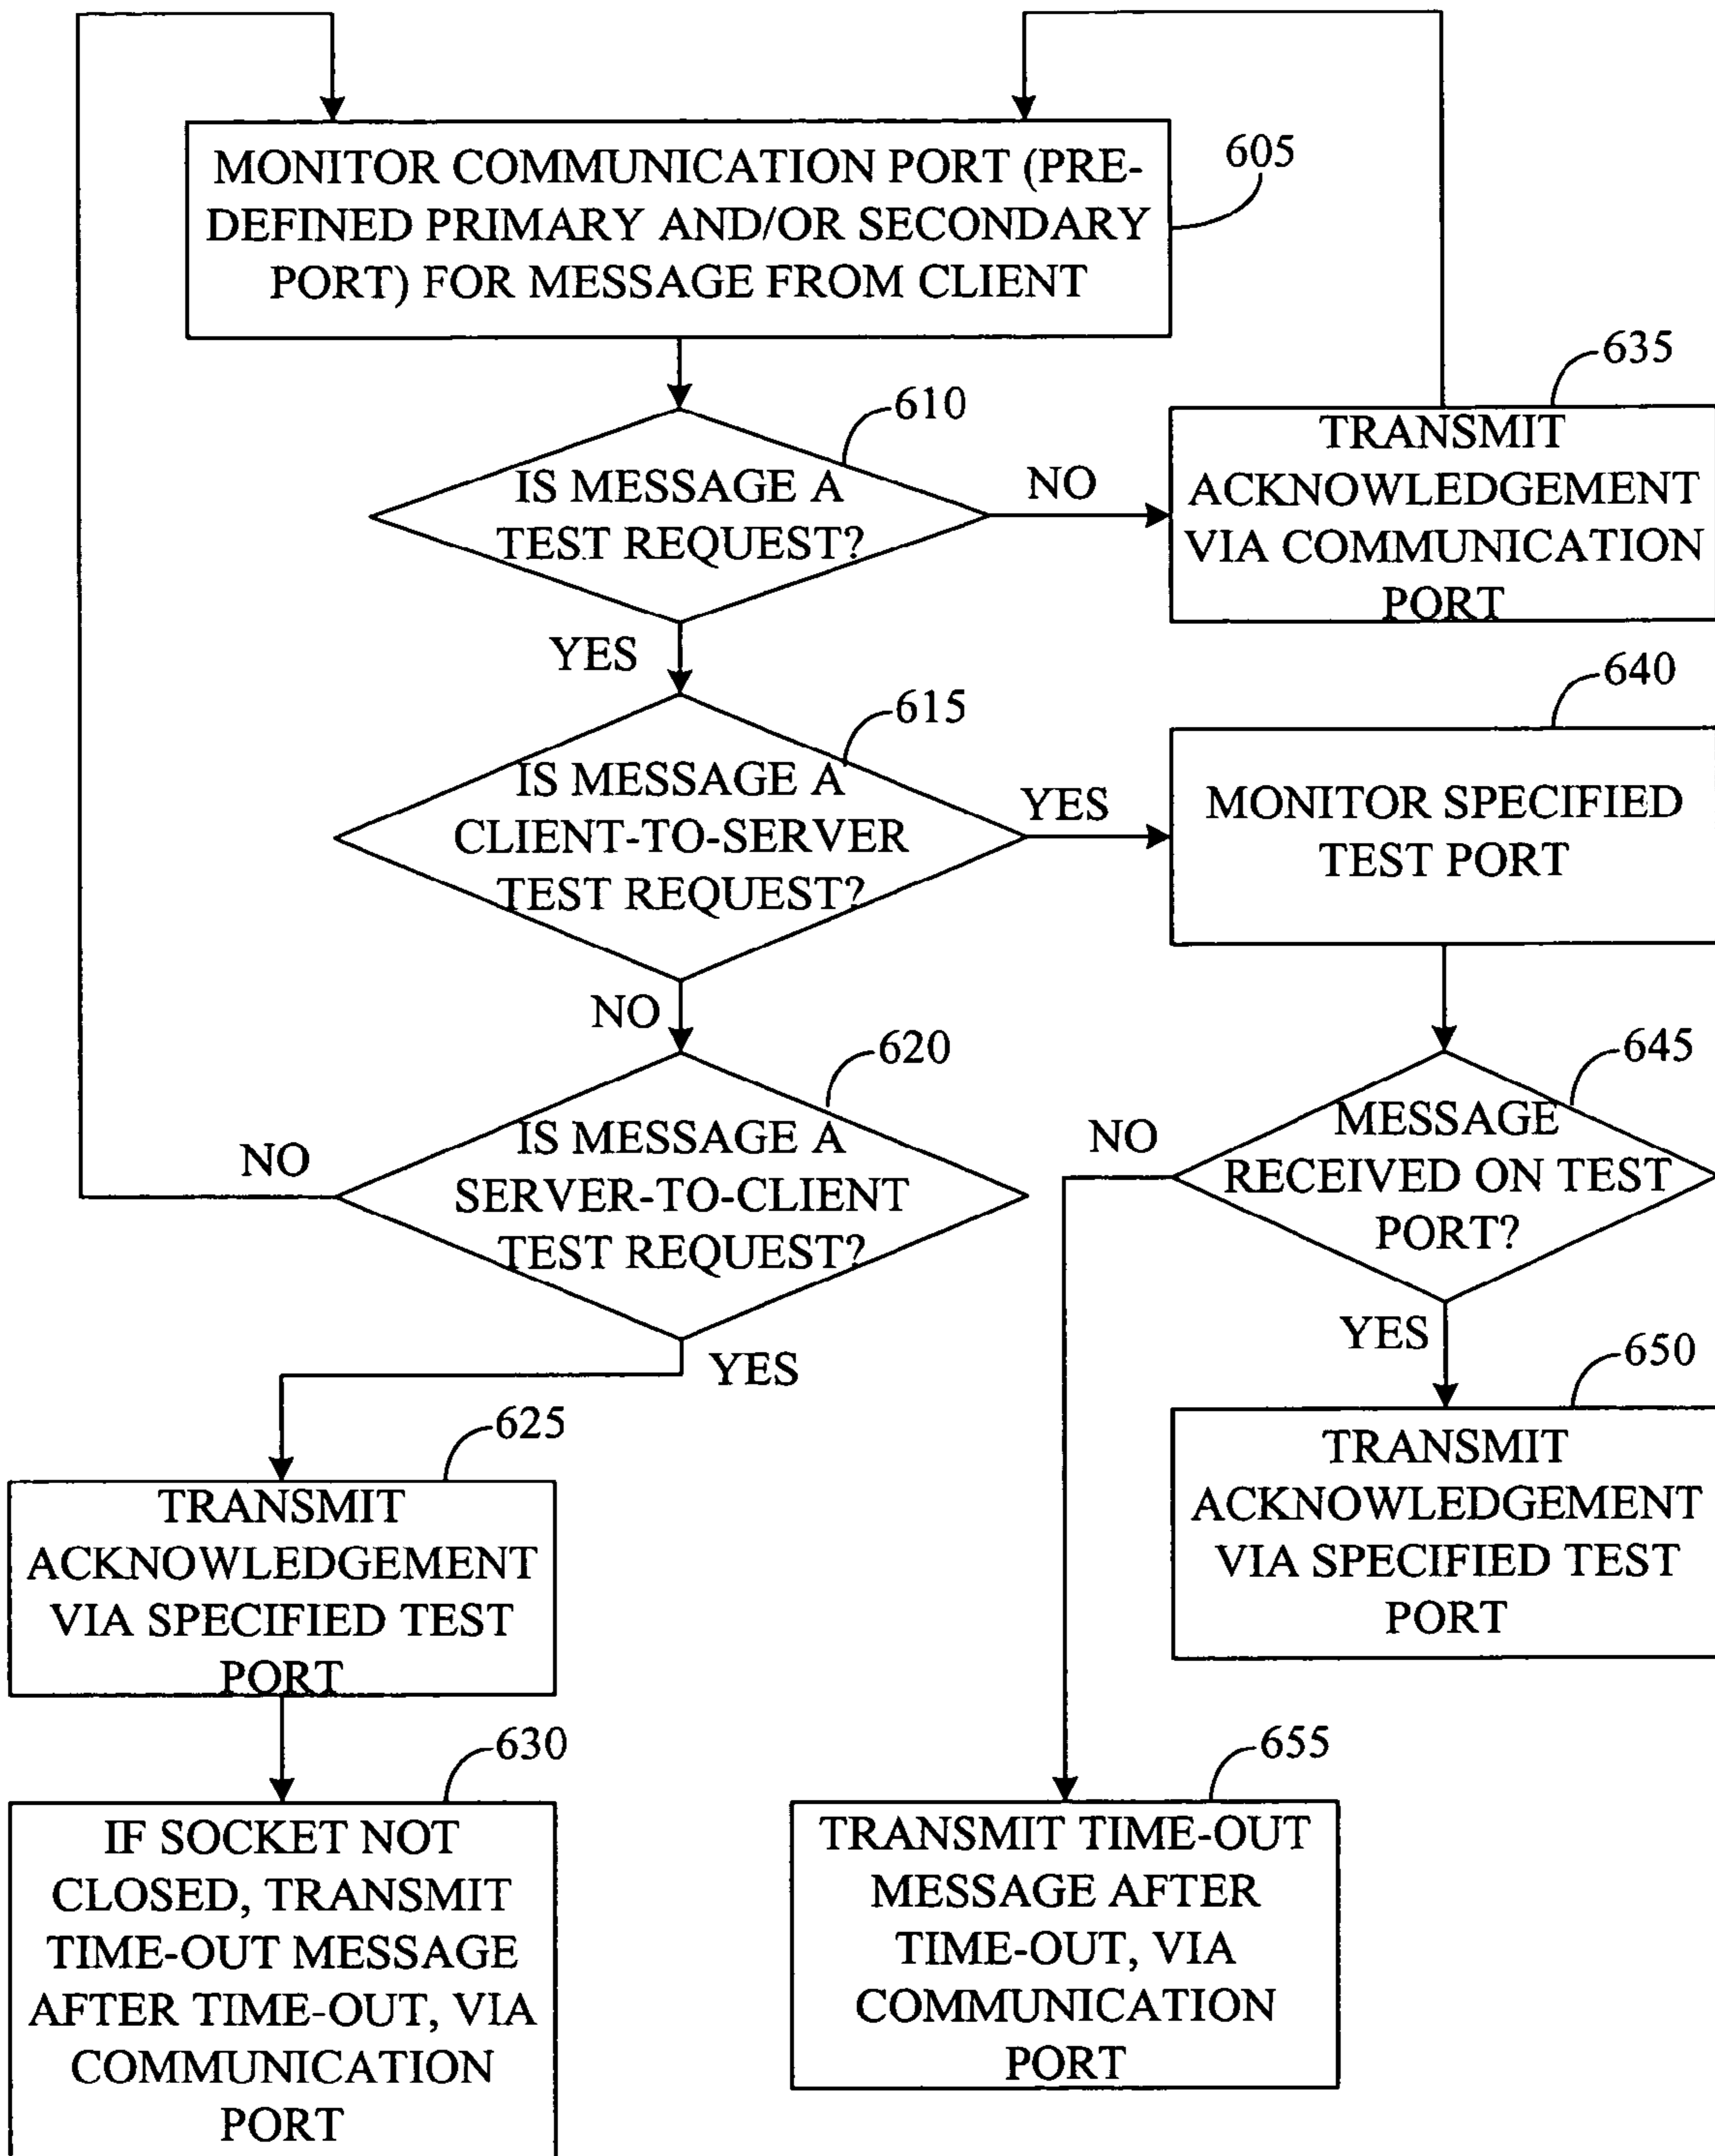 MONITOR COMMUNICATION PORT (PRE-
DEFINED PRIMARY AND/OR SECONDARY
PORT) FOR MESSAGE FROM CLIENT
605
610
IS MESSAGE A
TEST REQUEST?
NO
YES
635
TRANSMIT
ACKNOWLEDGEMENT
VIA COMMUNICATION
PORT
615
IS MESSAGE A
CLIENT-TO-SERVER
TEST REQUEST?
YES
NO
640
MONITOR SPECIFIED
TEST PORT
620
IS MESSAGE A
SERVER-TO-CLIENT
TEST REQUEST?
NO
YES
645
MESSAGE
RECEIVED ON TEST
PORT?
NO
YES
625
TRANSMIT
ACKNOWLEDGEMENT
VIA SPECIFIED TEST
PORT
650
TRANSMIT
ACKNOWLEDGEMENT
VIA SPECIFIED TEST
PORT
630
IF SOCKET NOT
CLOSED, TRANSMIT
TIME-OUT MESSAGE
AFTER TIME-OUT, VIA
COMMUNICATION
PORT
655
TRANSMIT TIME-OUT
MESSAGE AFTER
TIME-OUT, VIA
COMMUNICATION
PORT